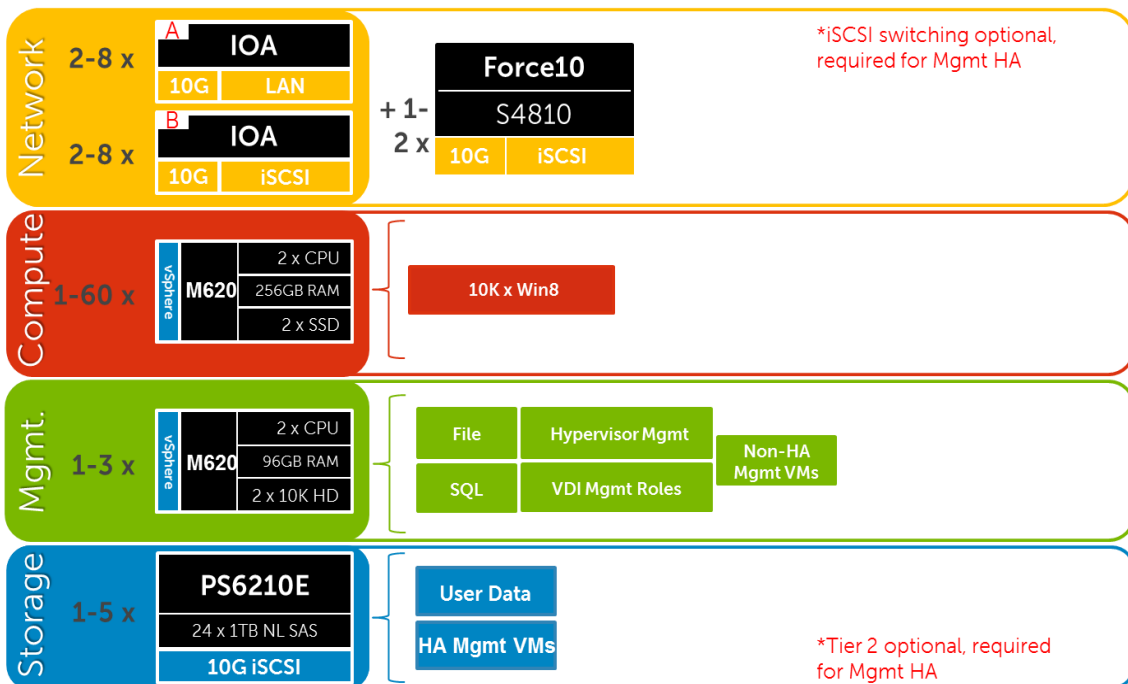 Network
2-8 x
A
IOA
10G LAN
2-8 x
B
IOA
10G iSCSI
+ 1-
2 x
Force10
S4810
10G iSCSI
*iSCSI switching optional,
required for Mgmt HA
Compute
1-60 x
vSphere
M620
2 x CPU
256GB RAM
2 x SSD
10K x Win8
Mgmt.
1-3 x
vSphere
M620
2 x CPU
96GB RAM
2 x 10K HD
File
Hypervisor Mgmt
SQL
VDI Mgmt Roles
Non-HA
Mgmt VMs
Storage
1-5 x
PS6210E
24 x 1TB NL SAS
10G iSCSI
User Data
HA Mgmt VMs
*Tier 2 optional, required
for Mgmt HA